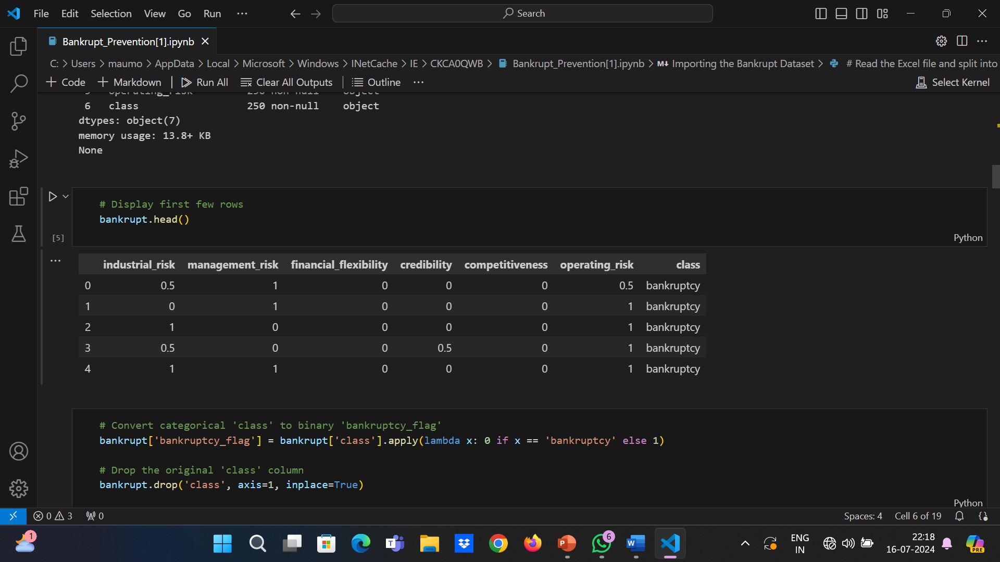 File Edit Selection View Go Run ··· Search
Bankrupt_Prevention[1].ipynb
C: > Users > maumo > AppData > Local > Microsoft > Windows > INetCache > IE > CKCA0QWB > Bankrupt_Prevention[1].ipynb > M↓ Importing the Bankrupt Dataset > # Read the Excel file and split into
+ Code + Markdown | Run All Clear All Outputs | Outline ··· Select Kernel
5 operating_risk 250 non-null object
6 class 250 non-null object
dtypes: object(7)
memory usage: 13.8+ KB
None
# Display first few rows
bankrupt.head()
[5] Python
industrial_risk management_risk financial_flexibility credibility competitiveness operating_risk class
0 0.5 1 0 0 0 0.5 bankruptcy
1 0 1 0 0 0 1 bankruptcy
2 1 0 0 0 0 1 bankruptcy
3 0.5 0 0 0.5 0 1 bankruptcy
4 1 1 0 0 0 1 bankruptcy
# Convert categorical 'class' to binary 'bankruptcy_flag'
bankrupt['bankruptcy_flag'] = bankrupt['class'].apply(lambda x: 0 if x == 'bankruptcy' else 1)
# Drop the original 'class' column
bankrupt.drop('class', axis=1, inplace=True)
Python
0 3 0 Spaces: 4 Cell 6 of 19
1 6 ENG 22:18
IN 16-07-2024 PRE